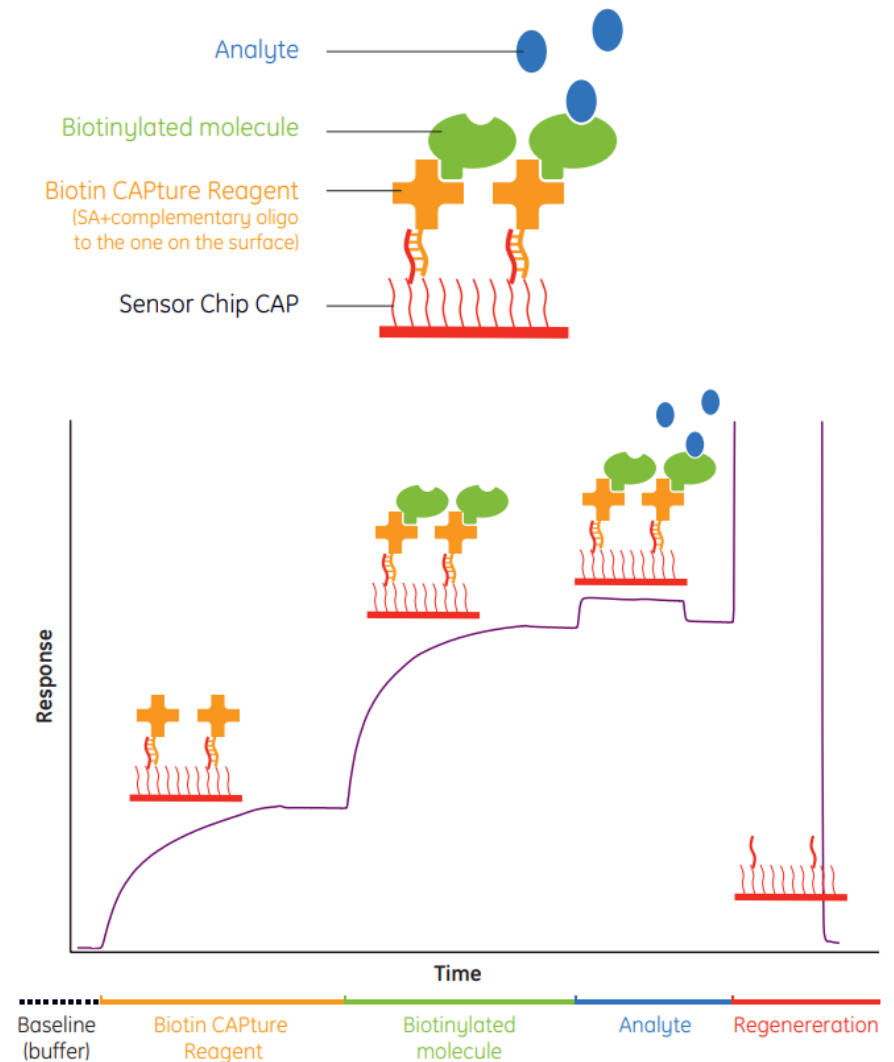 Analyte
Biotinylated molecule
Biotin CAPture Reagent
(SA+complementary oligo
to the one on the surface)
Sensor Chip CAP
Response
Time
Baseline
(buffer)
Biotin CAPture
Reagent
Biotinylated
molecule
Analyte
Regenereration